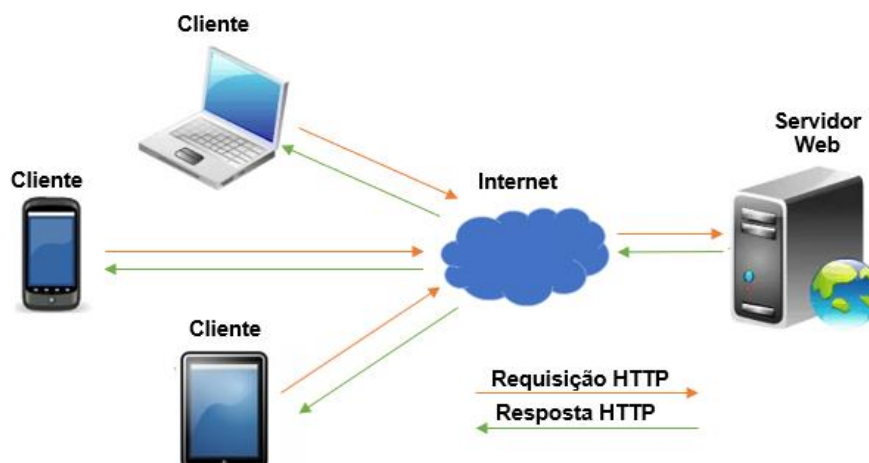 Cliente
Servidor
Web
Cliente
Internet
Cliente
Requisição HTTP
Resposta HTTP